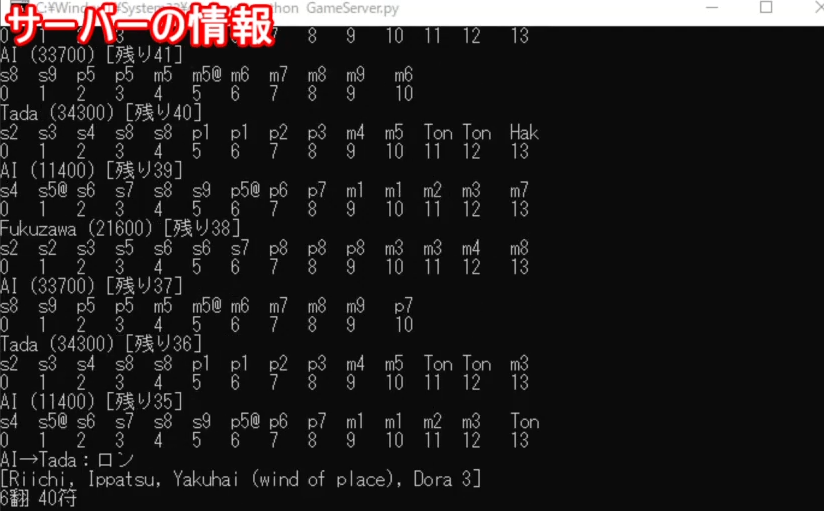 C:¥Windows¥System32¥ python GameServer.py
サーバーの情報
0 1 2 3 4 5 6 7 8 9 10 11 12 13
AI (33700) [残り41]
s8 s9 p5 p5 m5 m5@ m6 m7 m8 m9 m6
0 1 2 3 4 5 6 7 8 9 10
Tada (34300) [残り40]
s2 s3 s4 s8 s8 p1 p1 p2 p3 m4 m5 Ton Ton Hak
0 1 2 3 4 5 6 7 8 9 10 11 12 13
AI (11400) [残り39]
s4 s5@ s6 s7 s8 s9 p5@ p6 p7 m1 m1 m2 m3 m7
0 1 2 3 4 5 6 7 8 9 10 11 12 13
Fukuzawa (21600) [残り38]
s2 s2 s3 s5 s6 s6 s7 p8 p8 p8 m3 m3 m4 m8
0 1 2 3 4 5 6 7 8 9 10 11 12 13
AI (33700) [残り37]
s8 s9 p5 p5 m5 m5@ m6 m7 m8 m9 p7
0 1 2 3 4 5 6 7 8 9 10
Tada (34300) [残り36]
s2 s3 s4 s8 s8 p1 p1 p2 p3 m4 m5 Ton Ton m3
0 1 2 3 4 5 6 7 8 9 10 11 12 13
AI (11400) [残り35]
s4 s5@ s6 s7 s8 s9 p5@ p6 p7 m1 m1 m2 m3 Ton
0 1 2 3 4 5 6 7 8 9 10 11 12 13
AI→Tada：ロン
[Riichi, Ippatsu, Yakuhai (wind of place), Dora 3]
6翻 40符